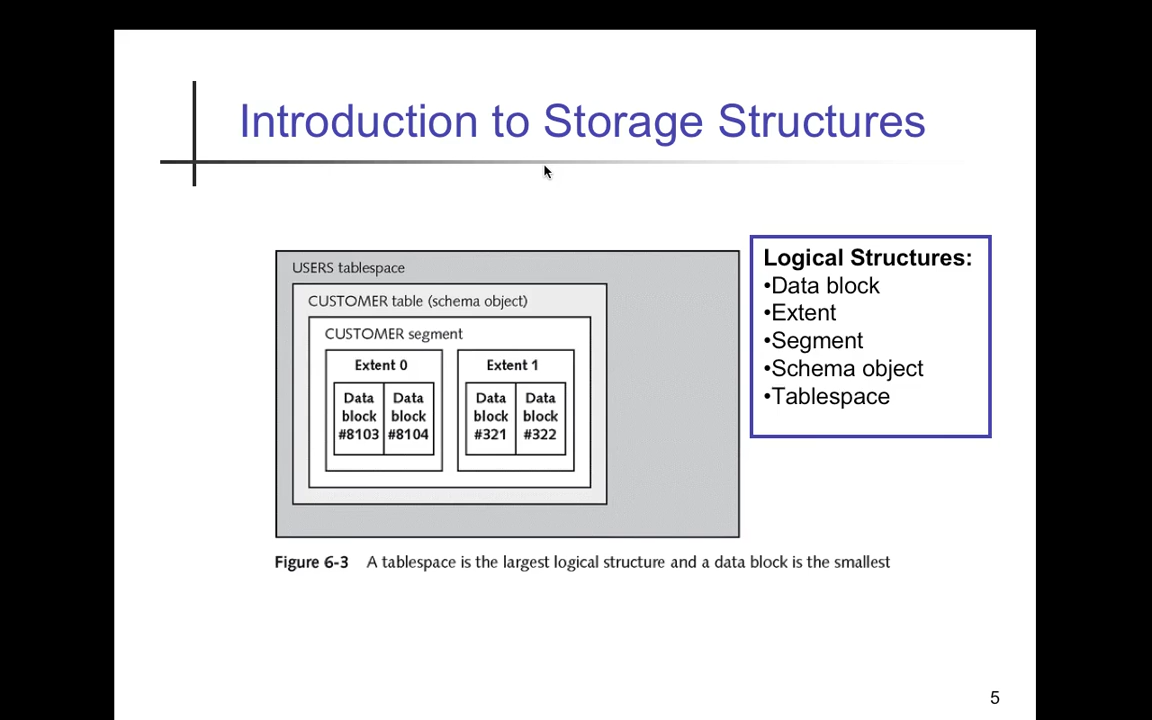 Introduction to Storage Structures
USERS tablespace
CUSTOMER table (schema object)
CUSTOMER segment
Extent 0
Data block #8103
Data block #8104
Extent 1
Data block #321
Data block #322
Logical Structures:
•Data block
•Extent
•Segment
•Schema object
•Tablespace
Figure 6-3 A tablespace is the largest logical structure and a data block is the smallest
5